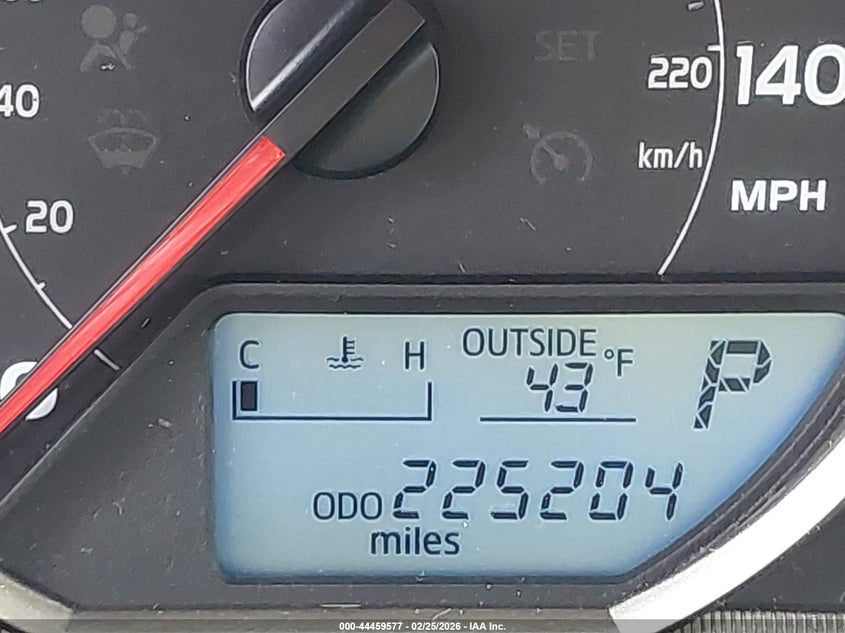 SET
220 140
40
km/h
MPH
20
0
C H OUTSIDE °F
43 P
ODO 225204
miles
000-44459577 - 02/25/2026 - IAA Inc.